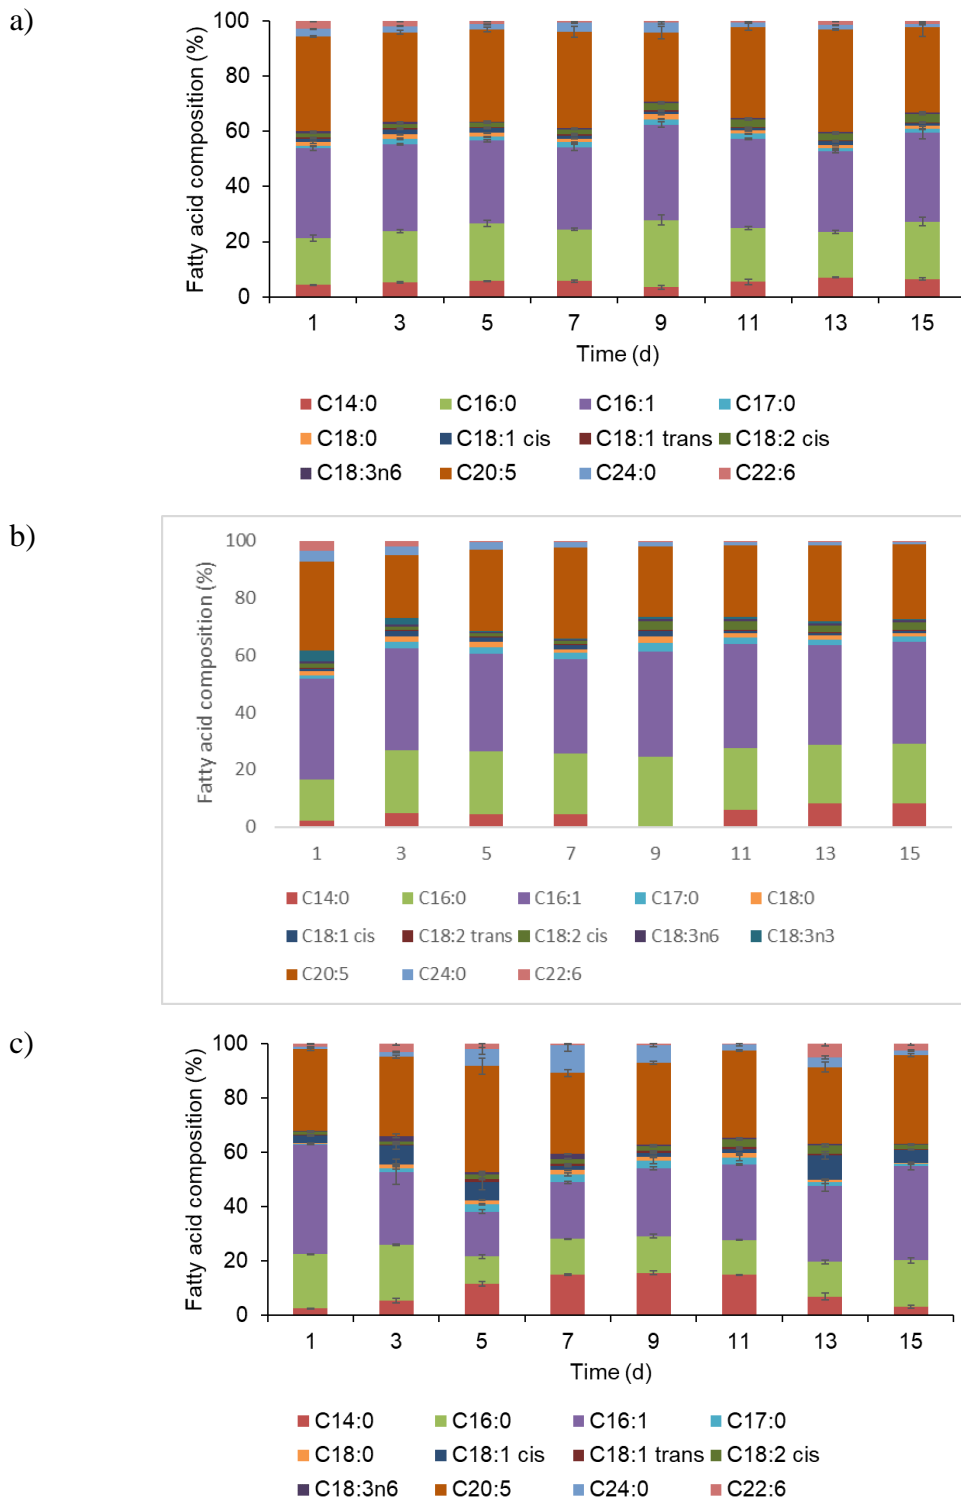 a)
Fatty acid composition (%)
100
80
60
40
20
0
1 3 5 7 9 11 13 15
Time (d)
C14:0 C16:0 C16:1 C17:0
C18:0 C18:1 cis C18:1 trans C18:2 cis
C18:3n6 C20:5 C24:0 C22:6
b)
Fatty acid composition (%)
100
80
60
40
20
0
1 3 5 7 9 11 13 15
C14:0 C16:0 C16:1 C17:0 C18:0
C18:1 cis C18:2 trans C18:2 cis C18:3n6 C18:3n3
C20:5 C24:0 C22:6
c)
Fatty acid composition (%)
100
80
60
40
20
0
1 3 5 7 9 11 13 15
Time (d)
C14:0 C16:0 C16:1 C17:0
C18:0 C18:1 cis C18:1 trans C18:2 cis
C18:3n6 C20:5 C24:0 C22:6